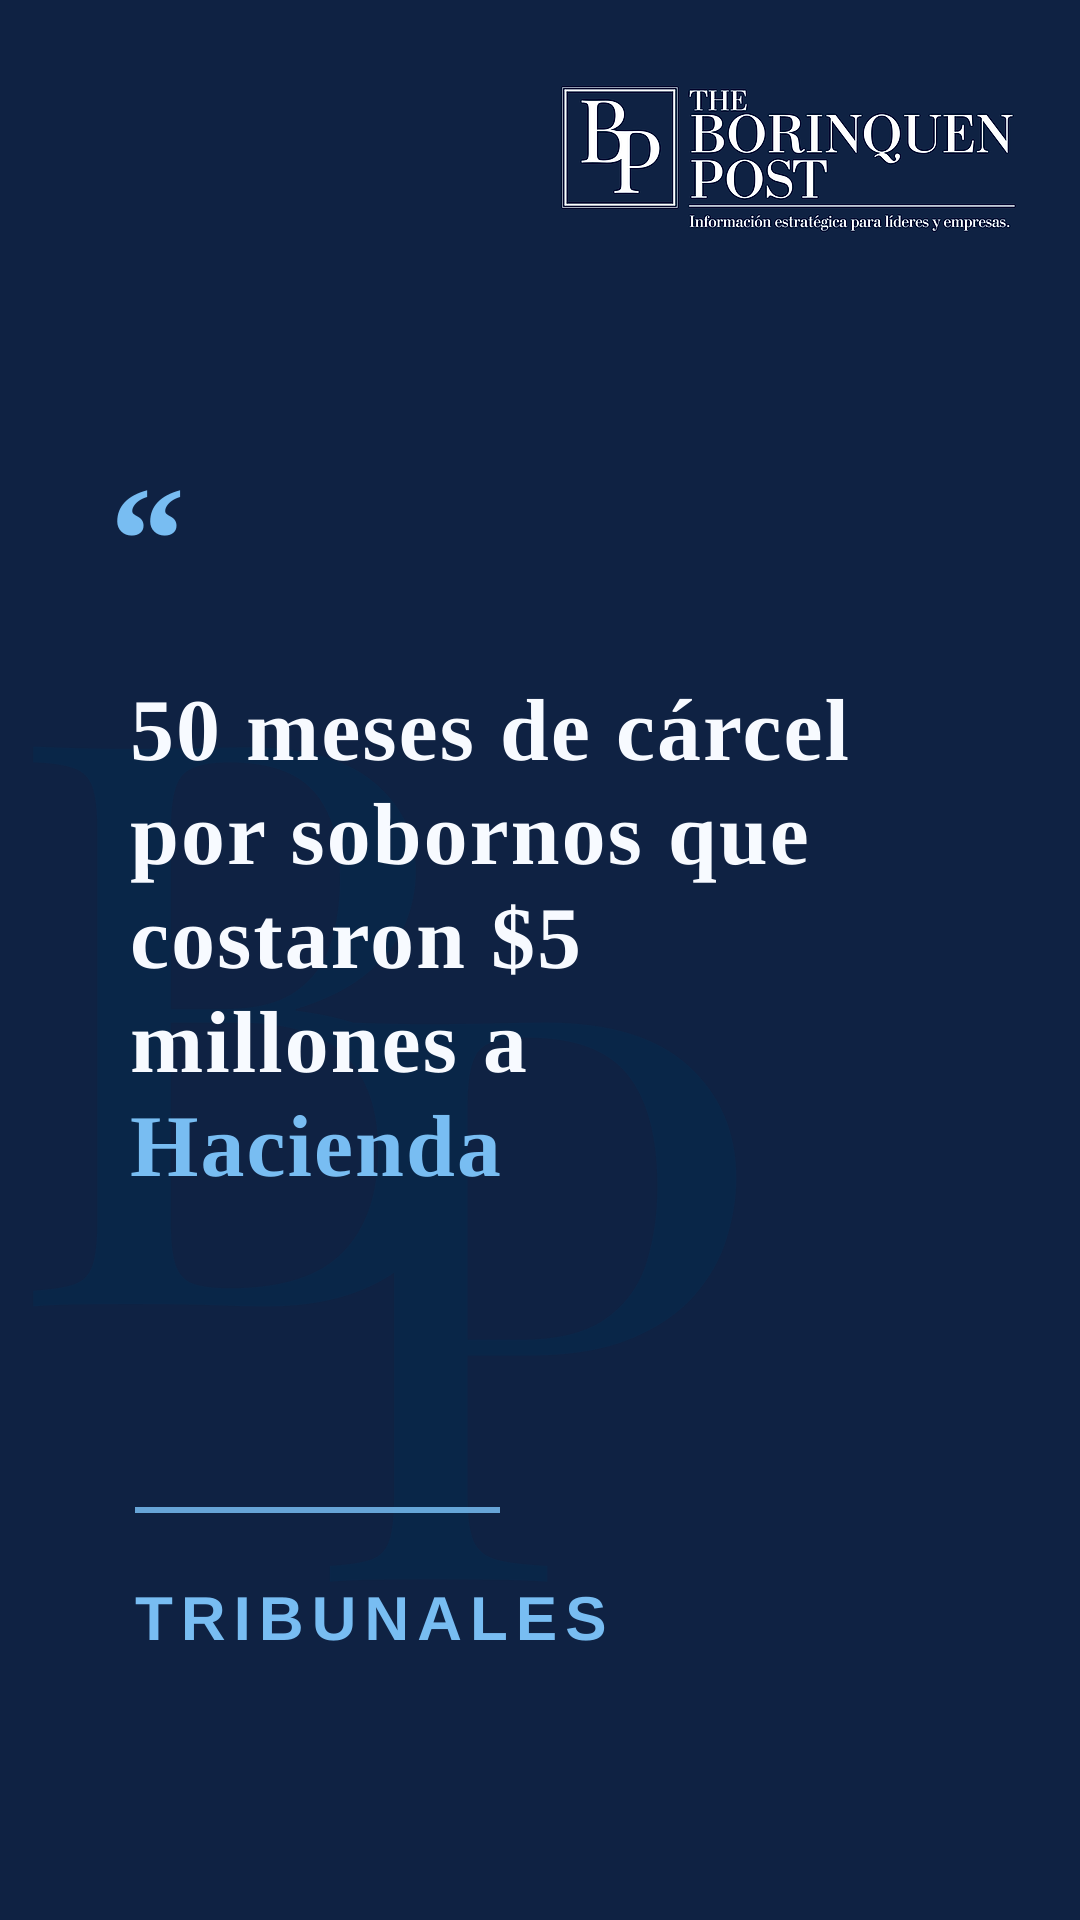 BP
THE
BORINQUEN
POST
Información estratégica para líderes y empresas.
“
50 meses de cárcel
por sobornos que
costaron $5
millones a
Hacienda
TRIBUNALES